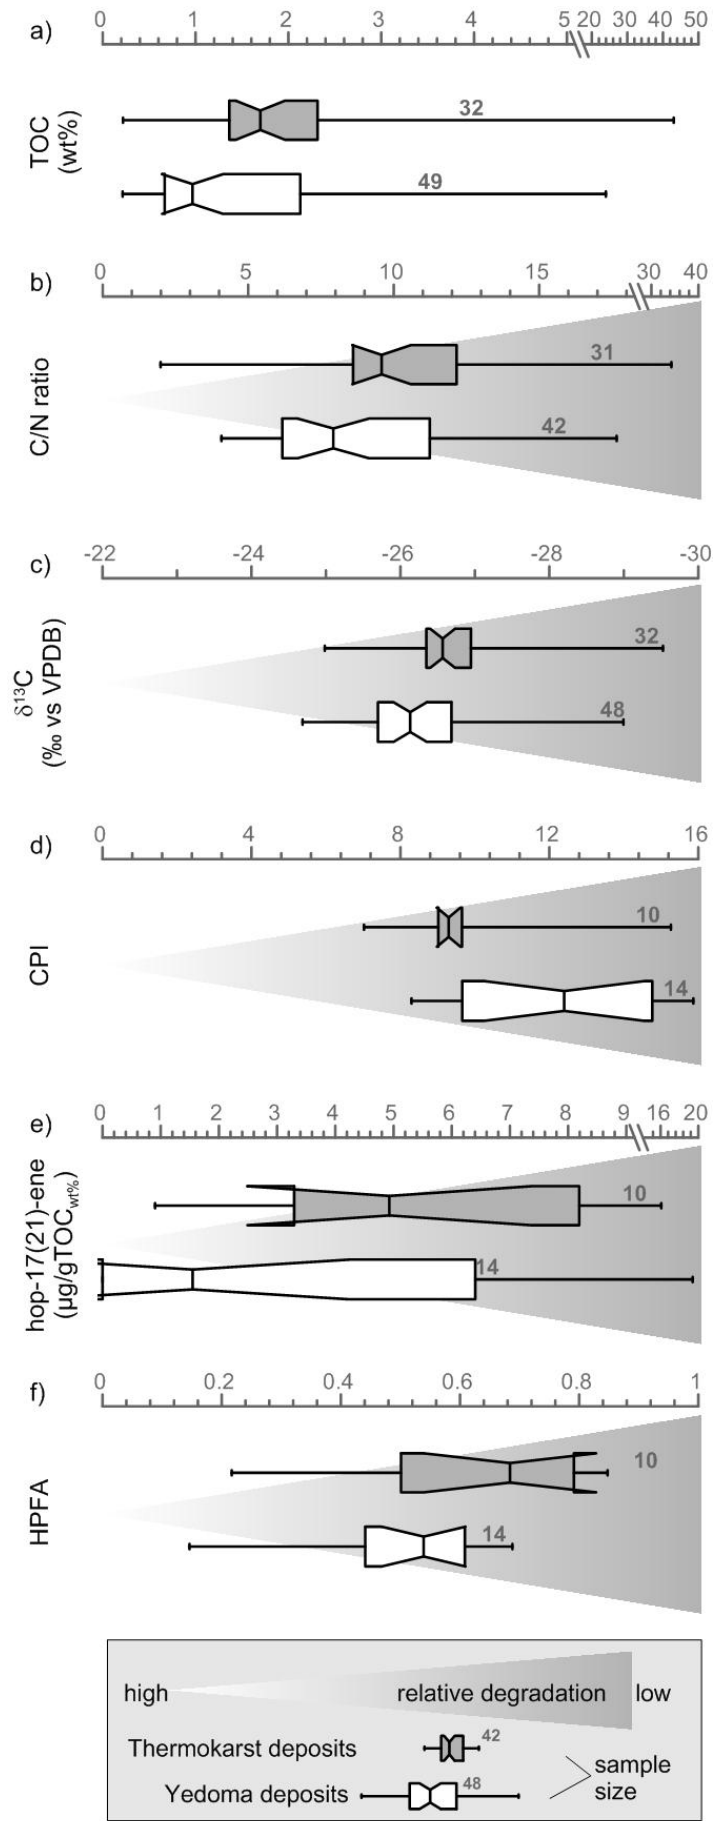 a)
0 1 2 3 4 5 20 30 40 50
TOC
(wt%)
32
49
b)
0 5 10 15 30 40
C/N ratio
31
42
c)
-22 -24 -26 -28 -30
δ¹³C
(‰ vs VPDB)
32
48
d)
0 4 8 12 16
CPI
10
14
e)
0 1 2 3 4 5 6 7 8 9 16 20
hop-17(21)-ene
(µg/gTOCwt%)
10
14
f)
0 0.2 0.4 0.6 0.8 1
HPFA
10
14
high relative degradation low
Thermokarst deposits 42
Yedoma deposits 48
sample
size